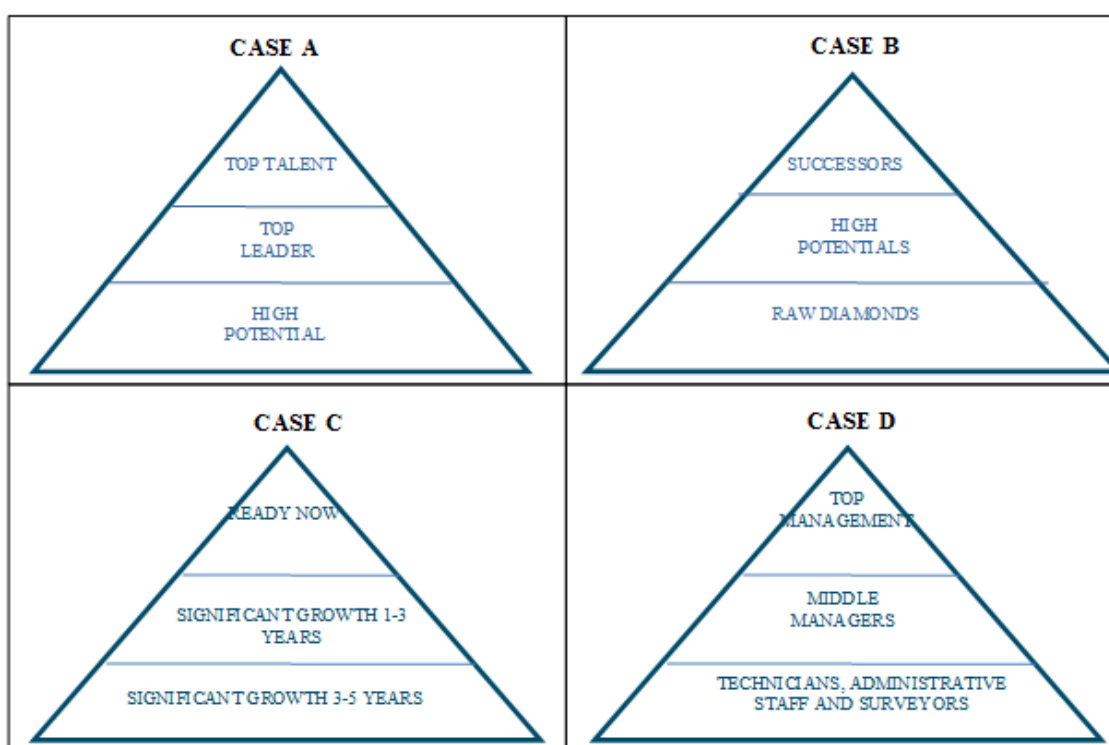 CASE A
TOP TALENT
TOP
LEADER
HIGH
POTENTIAL
CASE B
SUCCESSORS
HIGH
POTENTIALS
RAW DIAMONDS
CASE C
READY NOW
SIGNIFICANT GROWTH 1-3
YEARS
SIGNIFICANT GROWTH 3-5 YEARS
CASE D
TOP
MANAGEMENT
MIDDLE
MANAGERS
TECHNICIANS, ADMINISTRATIVE
STAFF AND SURVEYORS